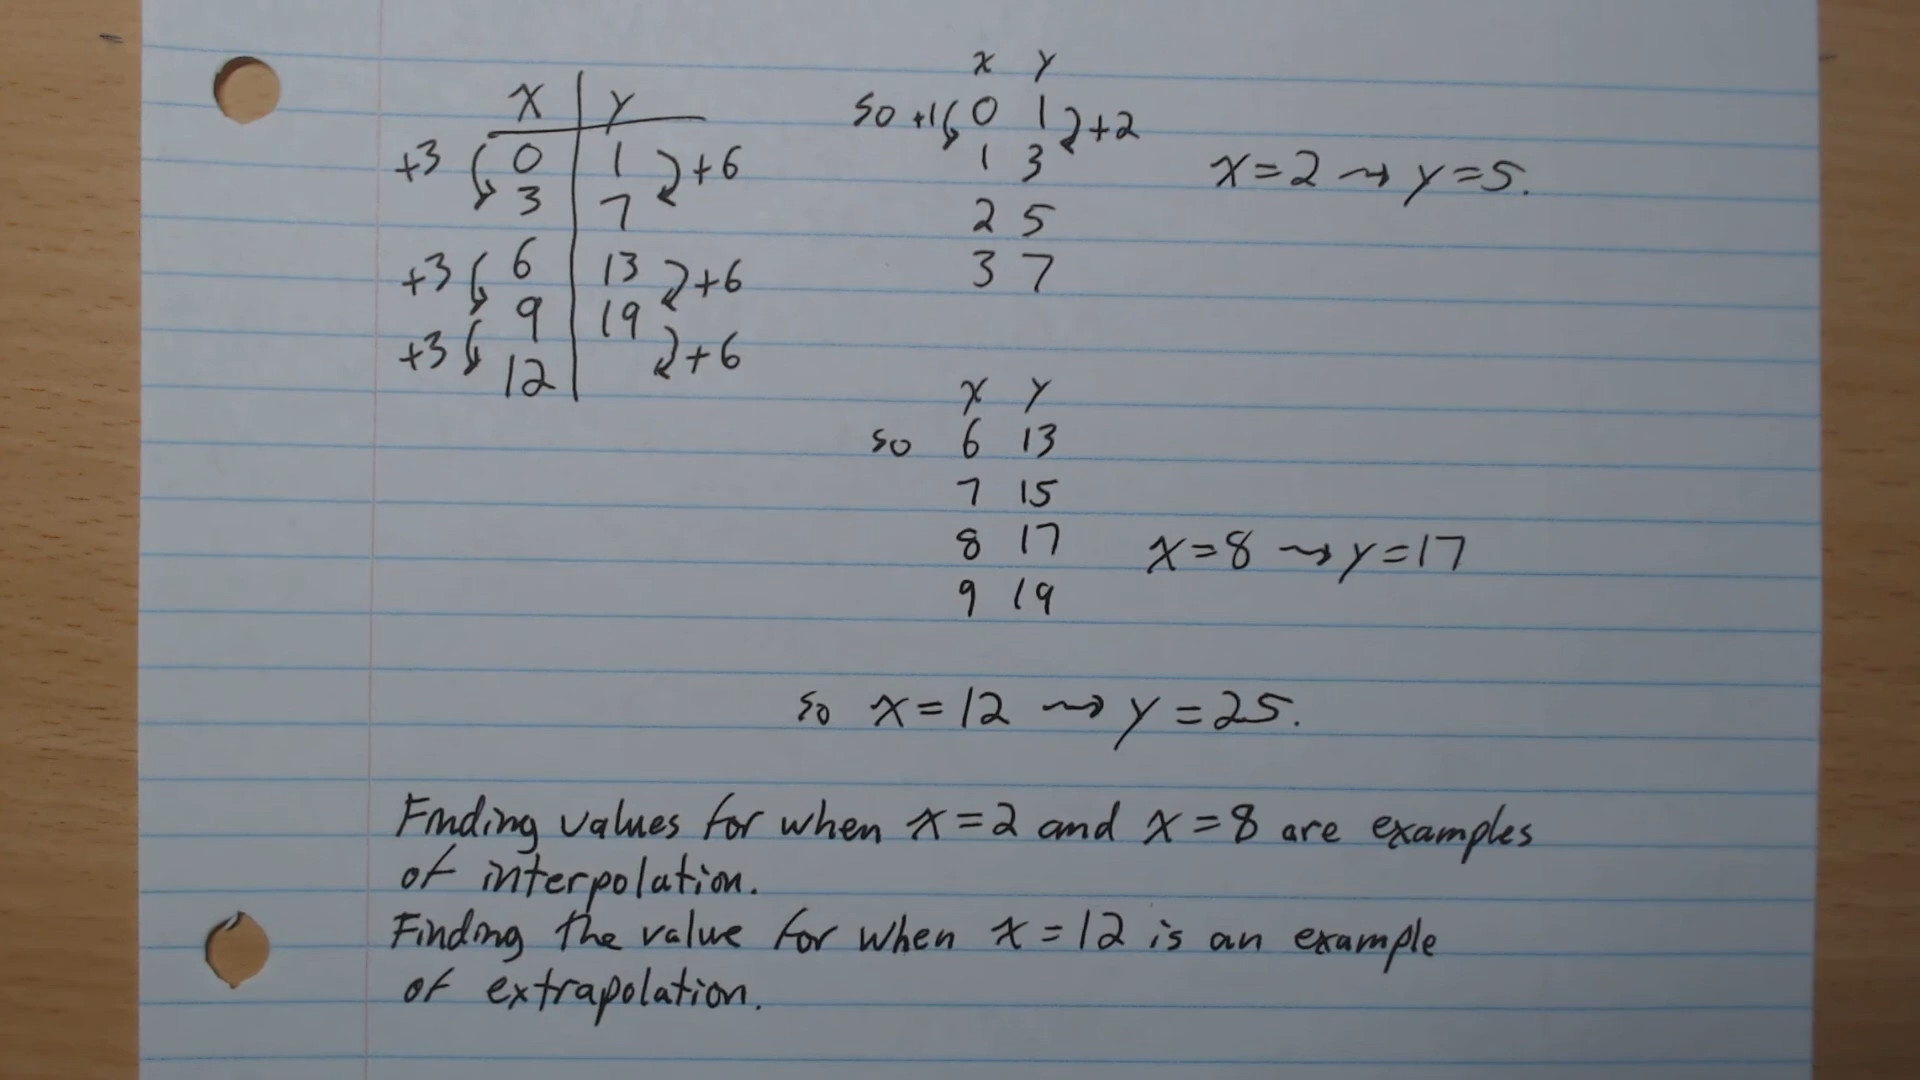 x | y
+3 0 | 1 +6
3 | 7
+3 6 | 13 +6
9 | 19
+3 12 | +6
x y
so +1 0 1 +2
1 3
2 5
3 7
x=2 ⇝ y=5.
x y
so 6 13
7 15
8 17
9 19
x=8 ⇝ y=17
so x=12 ⇝ y=25.
Finding values for when x=2 and x=8 are examples
of interpolation.
Finding the value for when x=12 is an example
of extrapolation.